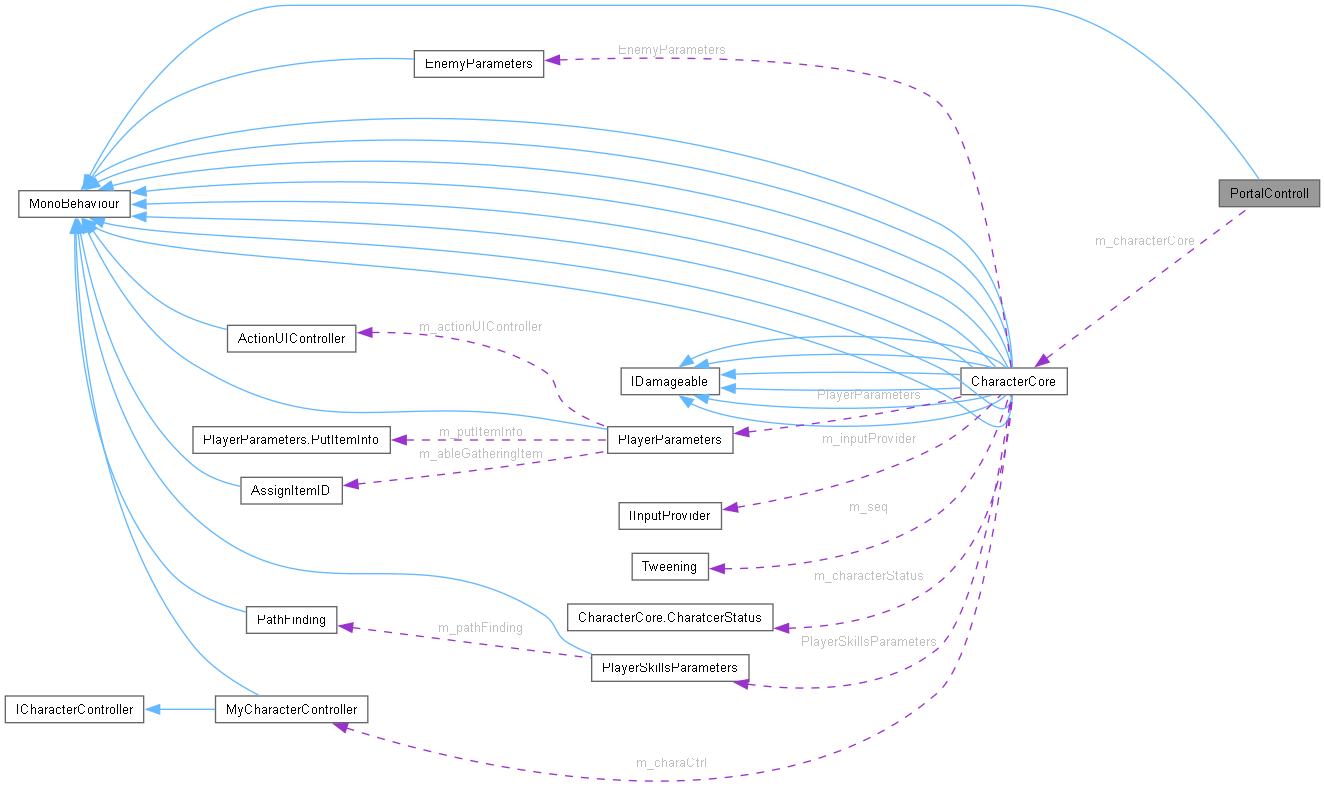 EnemyParameters
EnemyParameters
PortalControll
MonoBehaviour
m_characterCore
m_actionUIController
ActionUIController
IDamageable
CharacterCore
PlayerParameters
PlayerParameters.PutItemInfo
m_putItemInfo
PlayerParameters
m_inputProvider
m_ableGatheringItem
AssignItemID
IInputProvider
m_seq
Tweening
m_characterStatus
CharacterCore.CharatcerStatus
PathFinding
m_pathFinding
PlayerSkillsParameters
PlayerSkillsParameters
ICharacterController
MyCharacterController
m_charaCtrl